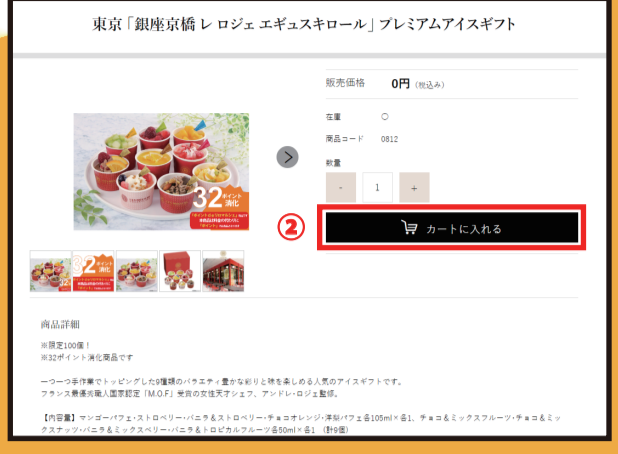 東京「銀座京橋 レ ロジェ エギュスキロール」プレミアムアイスギフト
販売価格 0円（税込み）
在庫 ○
商品コード 0812
数量
- 1 +
② カートに入れる
32ポイント
消化
商品詳細
※限定100個！
※32ポイント消化商品です
一つ一つ手作業でトッピングした9種類のバラエティ豊かな彩りと味を楽しめる人気のアイスギフトです。
フランス最優秀職人国家認定「M.O.F」受賞の女性天才シェフ、アンドレ・ロジェ監修。
【内容量】マンゴーパフェ・ストロベリー・バニラ＆ストロベリー・チョコオレンジ・洋梨パフェ各105ml×各1、チョコ＆ミックスフルーツ・チョコ＆ミッ
クスナッツ・バニラ＆ミックスベリー・バニラ＆トロピカルフルーツ各50ml×各1 （計9個）